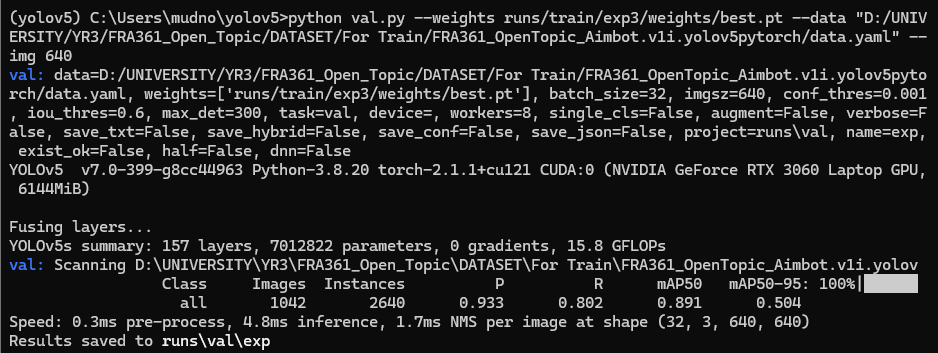 (yolov5) C:\Users\mudno\yolov5>python val.py --weights runs/train/exp3/weights/best.pt --data "D:/UNIV
ERSITY/YR3/FRA361_Open_Topic/DATASET/For Train/FRA361_OpenTopic_Aimbot.v1i.yolov5pytorch/data.yaml" --
img 640
val: data=D:/UNIVERSITY/YR3/FRA361_Open_Topic/DATASET/For Train/FRA361_OpenTopic_Aimbot.v1i.yolov5pyto
rch/data.yaml, weights=['runs/train/exp3/weights/best.pt'], batch_size=32, imgsz=640, conf_thres=0.001
, iou_thres=0.6, max_det=300, task=val, device=, workers=8, single_cls=False, augment=False, verbose=F
alse, save_txt=False, save_hybrid=False, save_conf=False, save_json=False, project=runs\val, name=exp,
exist_ok=False, half=False, dnn=False
YOLOv5  v7.0-399-g8cc44963 Python-3.8.20 torch-2.1.1+cu121 CUDA:0 (NVIDIA GeForce RTX 3060 Laptop GPU,
6144MiB)
Fusing layers...
YOLOv5s summary: 157 layers, 7012822 parameters, 0 gradients, 15.8 GFLOPs
val: Scanning D:\UNIVERSITY\YR3\FRA361_Open_Topic\DATASET\For Train\FRA361_OpenTopic_Aimbot.v1i.yolov
Class     Images  Instances          P          R      mAP50   mAP50-95: 100%|
all       1042       2640      0.933      0.802      0.891      0.504
Speed: 0.3ms pre-process, 4.8ms inference, 1.7ms NMS per image at shape (32, 3, 640, 640)
Results saved to runs\val\exp